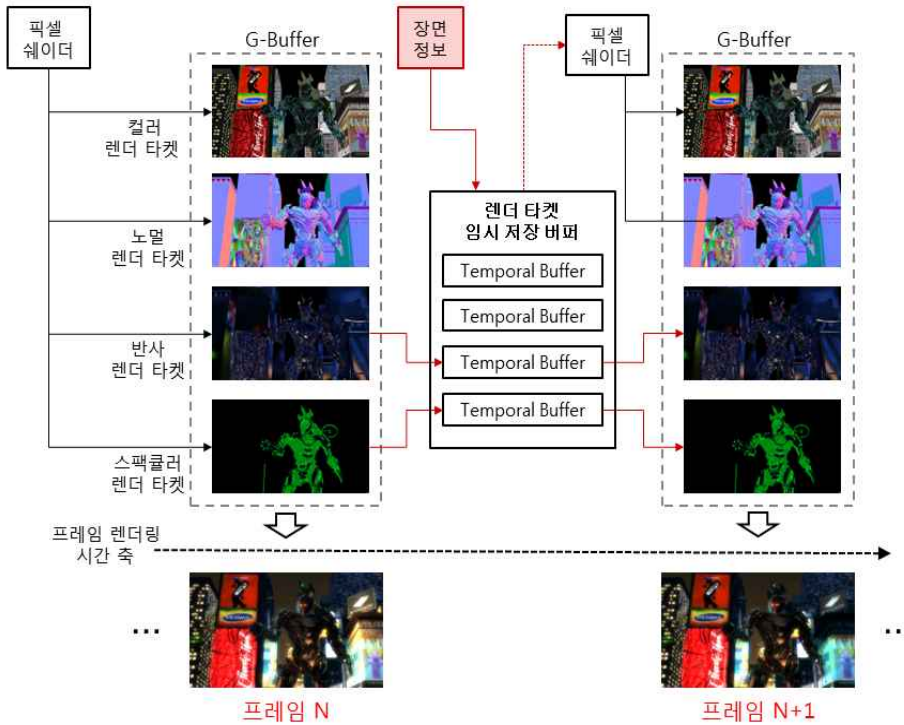 픽셀
쉐이더
G-Buffer
장면
정보
픽셀
쉐이더
G-Buffer
컬러
렌더 타켓
노멀
렌더 타켓
반사
렌더 타켓
스팩큘러
렌더 타켓
렌더 타켓
임시 저장 버퍼
Temporal Buffer
Temporal Buffer
Temporal Buffer
Temporal Buffer
프레임 렌더링
시간 축
...
..
프레임 N
프레임 N+1